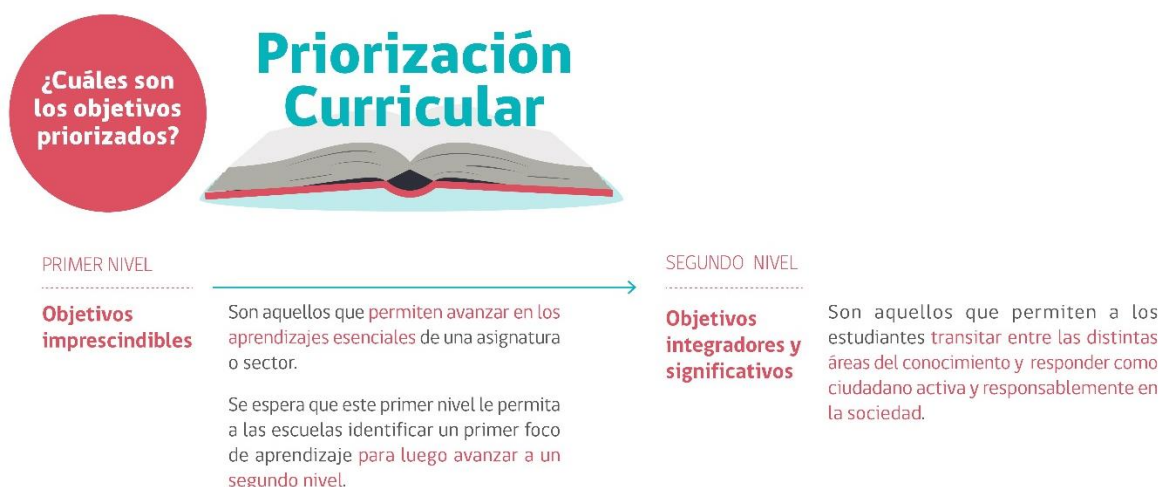 ¿Cuáles son
los objetivos
priorizados?
Priorización
Curricular
PRIMER NIVEL
Objetivos
imprescindibles
Son aquellos que permiten avanzar en los
aprendizajes esenciales de una asignatura
o sector.
Se espera que este primer nivel le permita
a las escuelas identificar un primer foco
de aprendizaje para luego avanzar a un
segundo nivel.
SEGUNDO NIVEL
Objetivos
integradores y
significativos
Son aquellos que permiten a los
estudiantes transitar entre las distintas
áreas del conocimiento y responder como
ciudadano activa y responsablemente en
la sociedad.